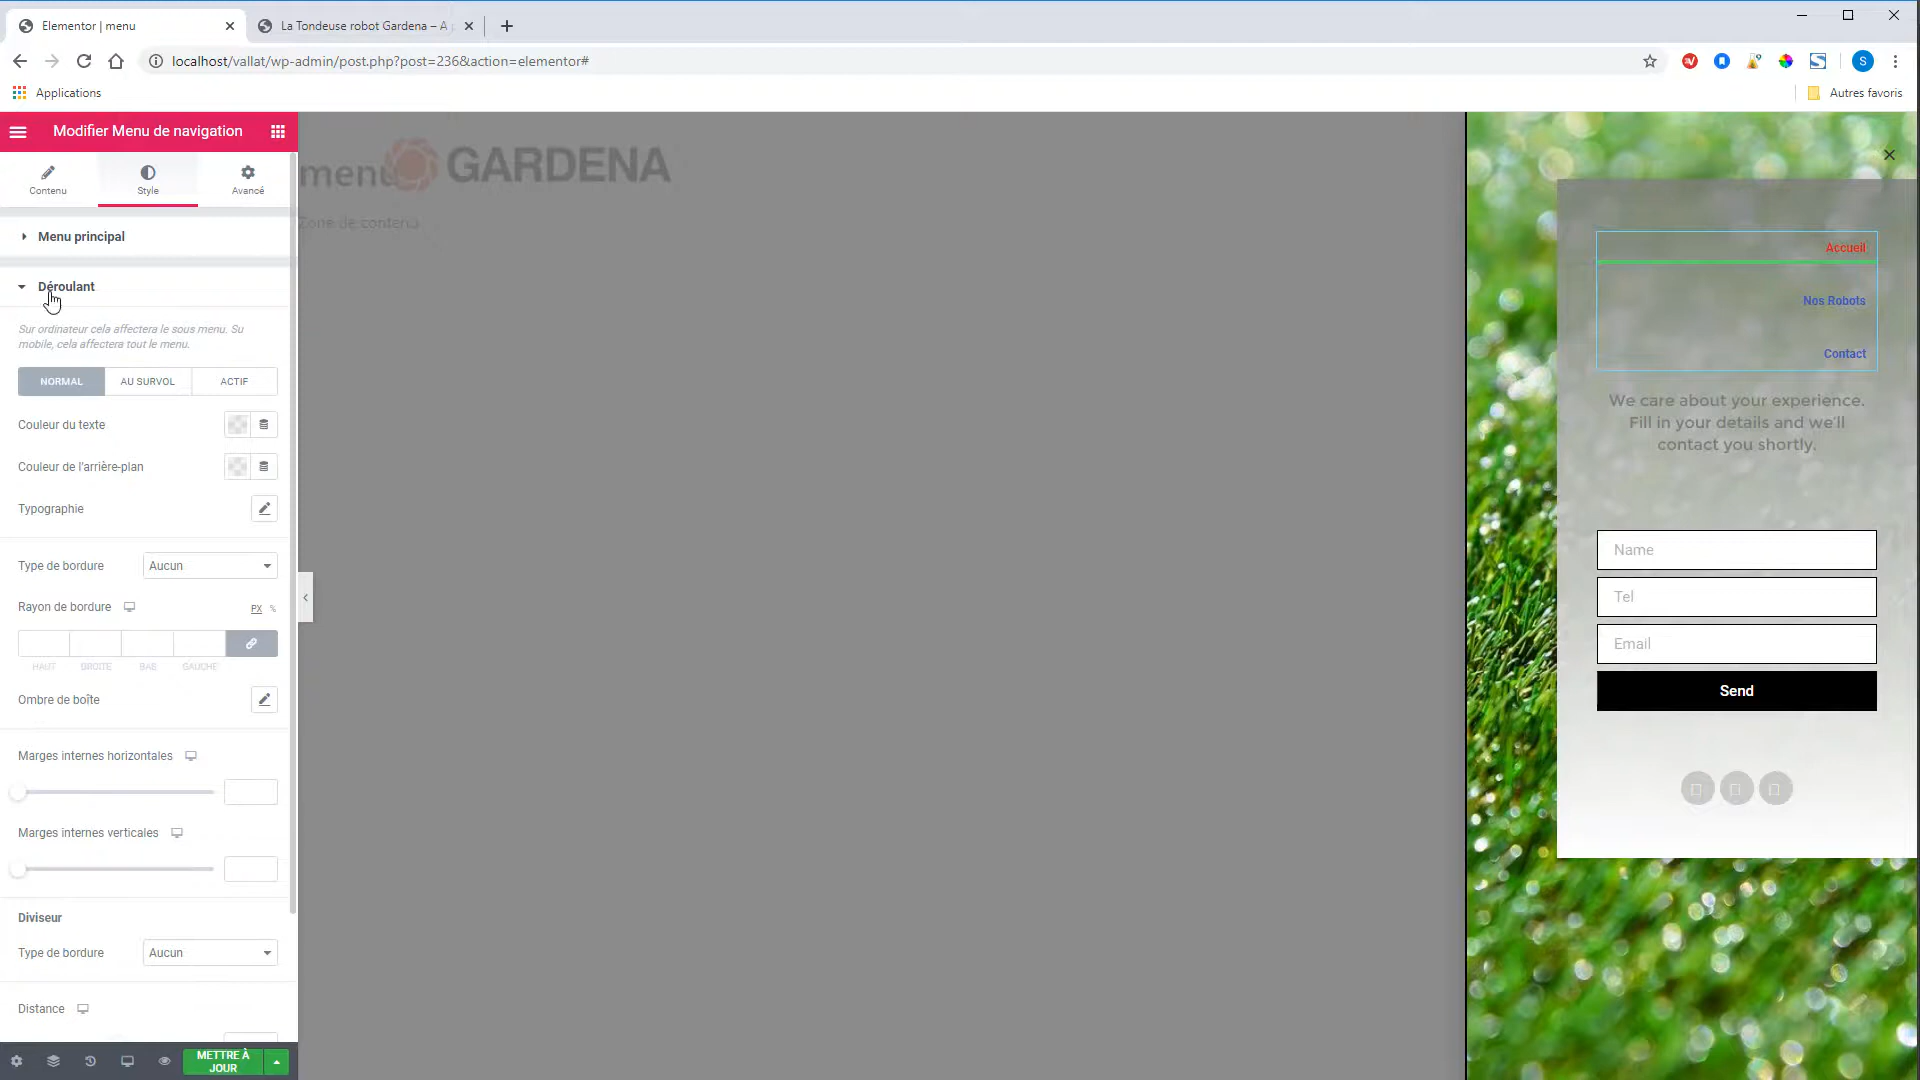 Elementor | menu
La Tondeuse robot Gardena – A
localhost/vallat/wp-admin/post.php?post=236&action=elementor#
S
Applications
Autres favoris
Modifier Menu de navigation
Contenu
Style
Avancé
Menu principal
Déroulant
Sur ordinateur cela affectera le sous menu. Su
mobile, cela affectera tout le menu.
NORMAL
AU SURVOL
ACTIF
Couleur du texte
Couleur de l'arrière-plan
Typographie
Type de bordure
Aucun
Rayon de bordure
PX
%
HAUT
DROITE
BAS
GAUCHE
Ombre de boîte
Marges internes horizontales
Marges internes verticales
Diviseur
Type de bordure
Aucun
Distance
METTRE À
JOUR
menu
GARDENA
Zone de contenu
Accueil
Nos Robots
Contact
We care about your experience.
Fill in your details and we'll
contact you shortly.
Name
Tel
Email
Send